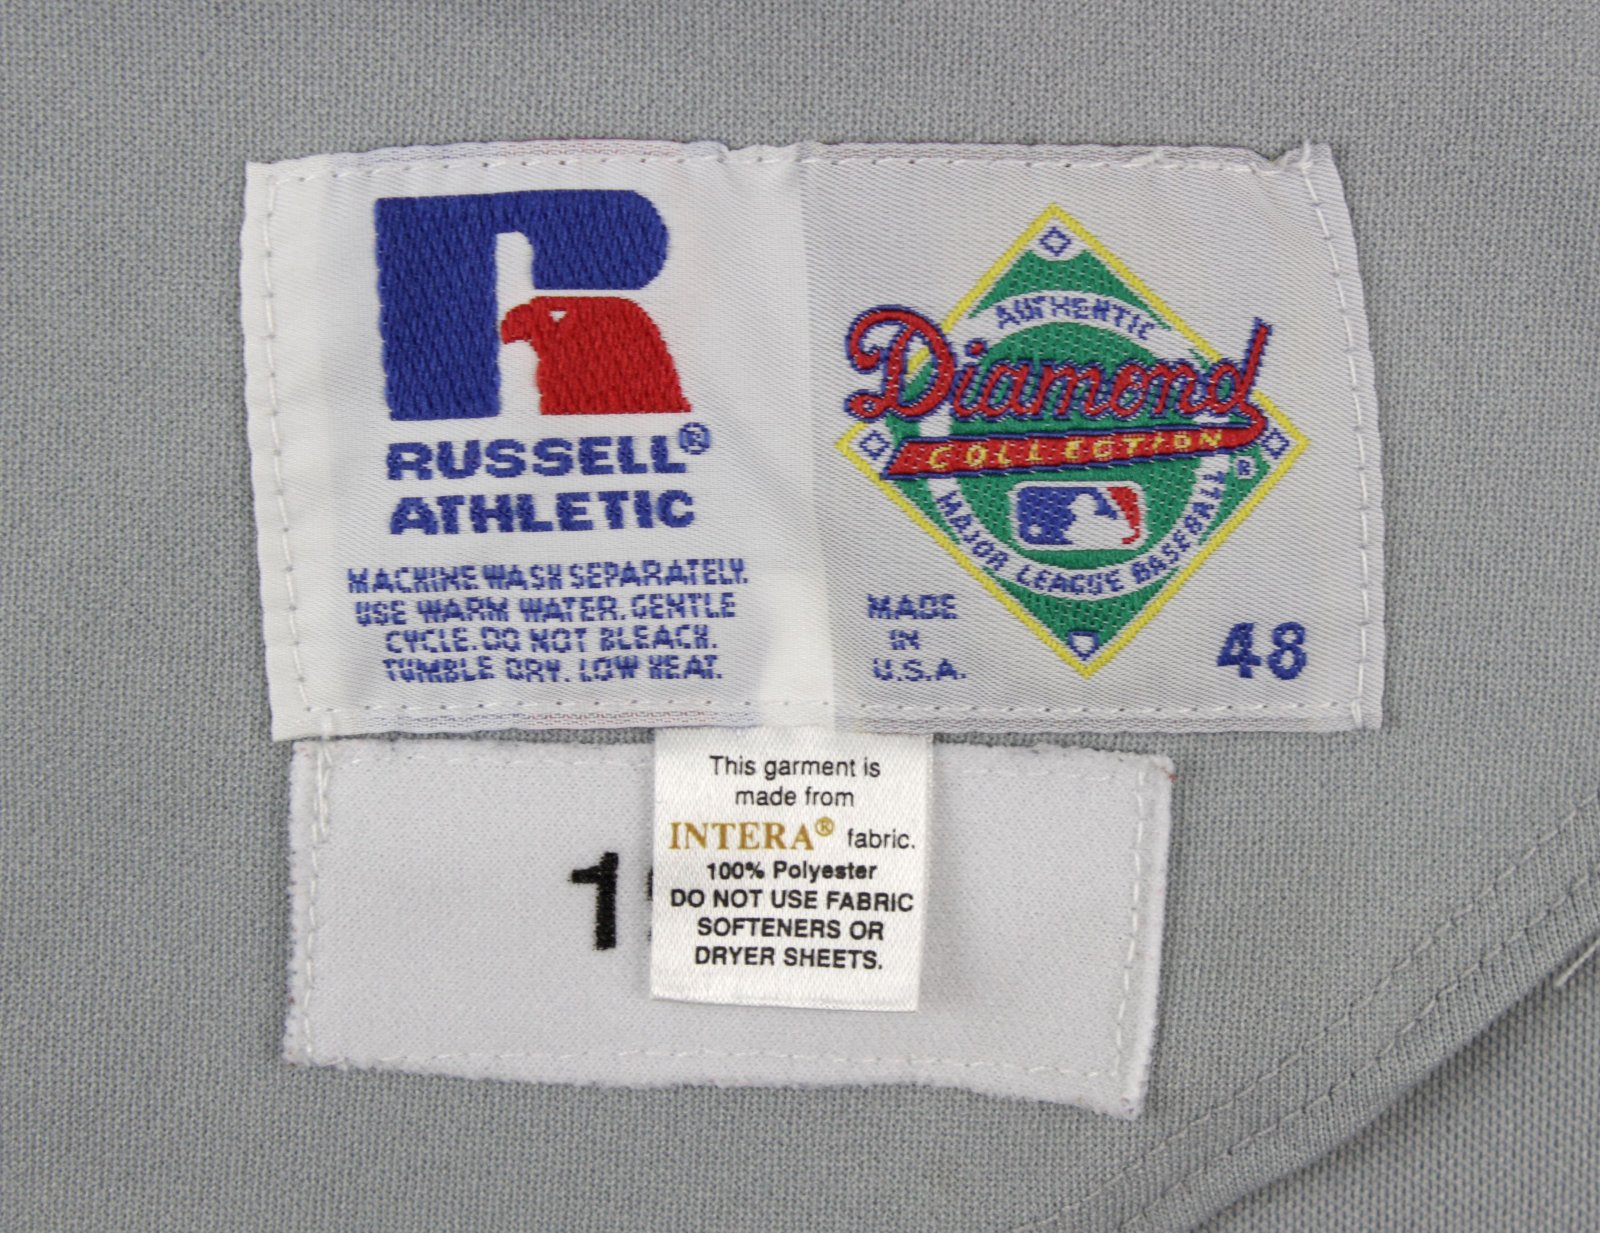 RUSSELL®
ATHLETIC
MACHINE WASH SEPARATELY.
USE WARM WATER. GENTLE
CYCLE. DO NOT BLEACH.
TUMBLE DRY. LOW HEAT.
AUTHENTIC
Diamond
COLLECTION
®
MAJOR LEAGUE BASEBALL
MADE
IN
U.S.A.
48
This garment is
made from
INTERA® fabric.
100% Polyester
DO NOT USE FABRIC
SOFTENERS OR
DRYER SHEETS.